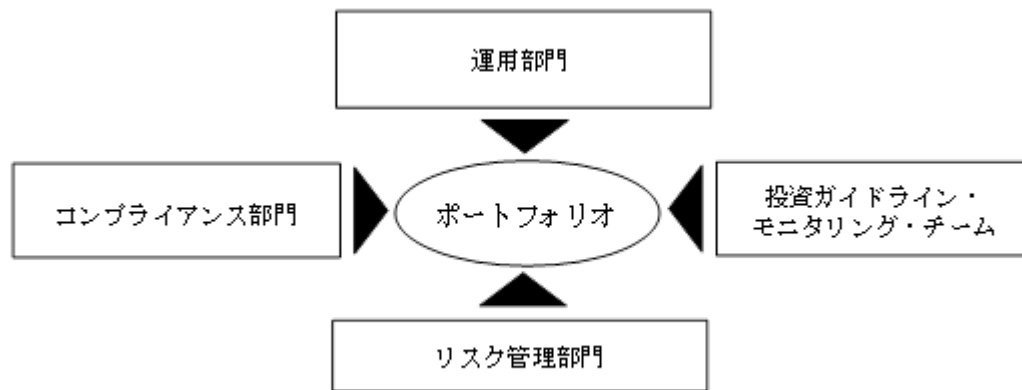 運用部門
コンプライアンス部門
ポートフォリオ
投資ガイドライン・
モニタリング・チーム
リスク管理部門